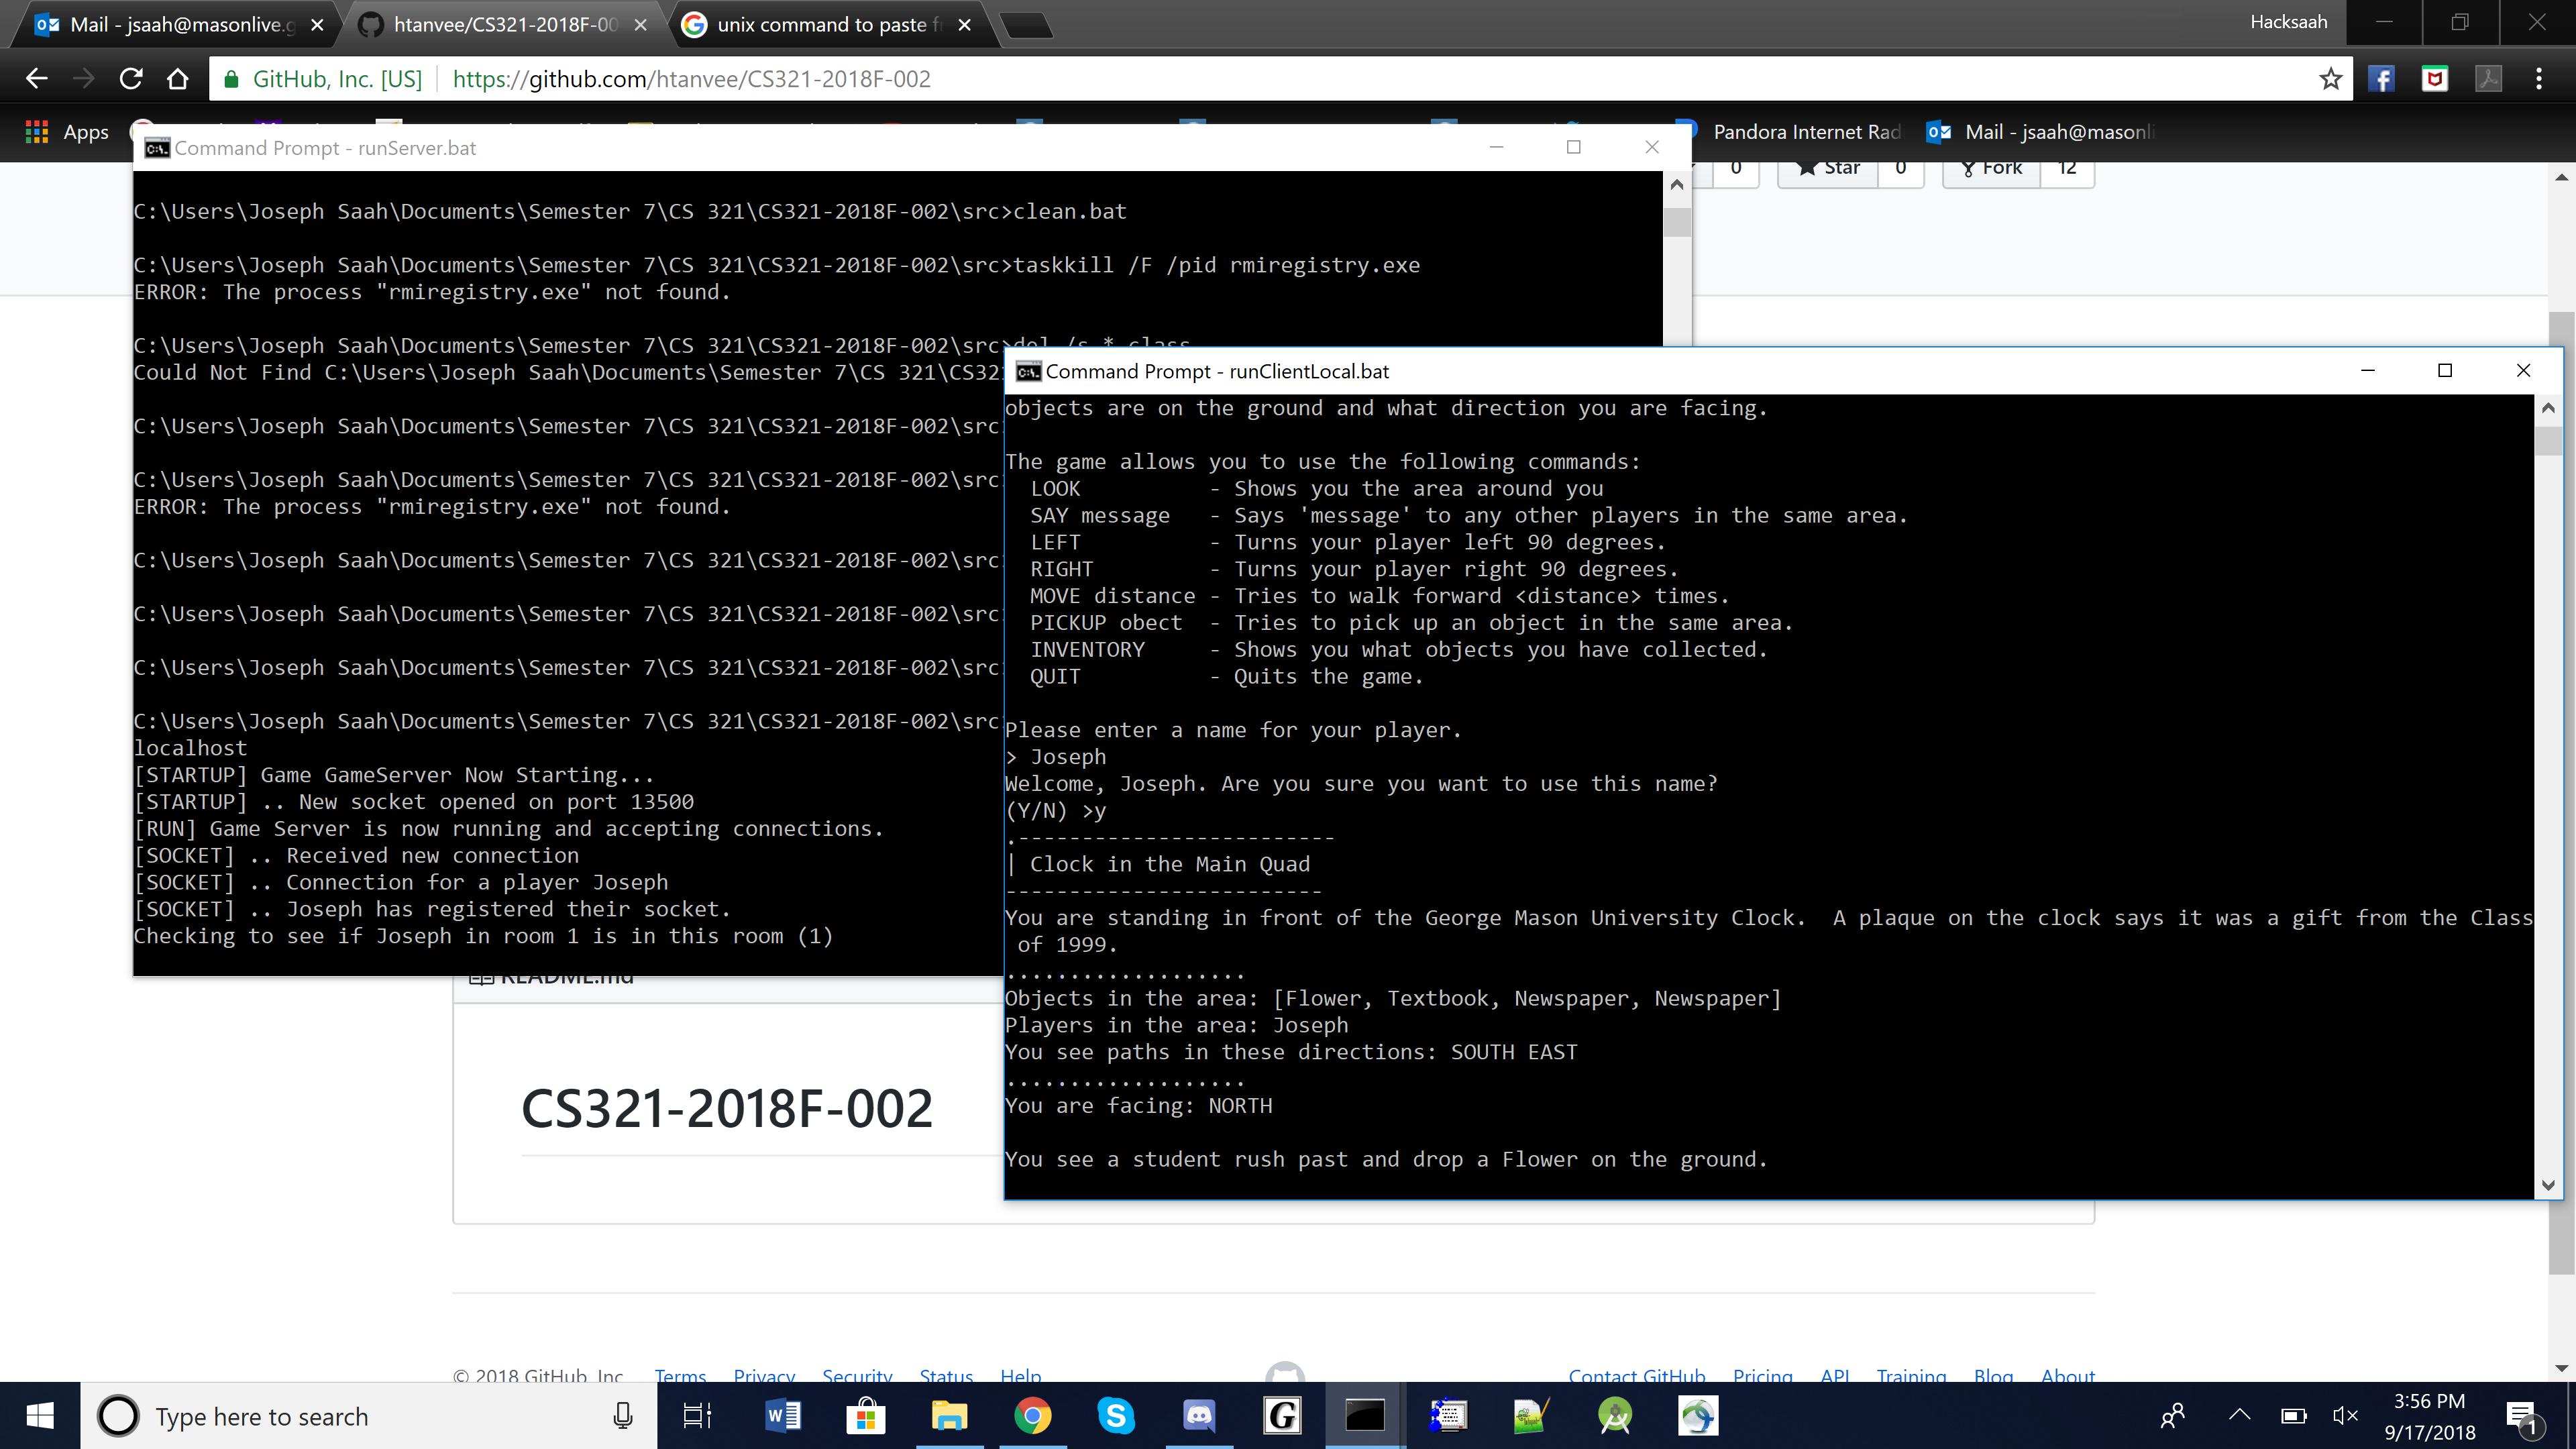 Mail - jsaah@masonlive.g
htanvee/CS321-2018F-00
unix command to paste f
Hacksaah
GitHub, Inc. [US]
https://github.com/htanvee/CS321-2018F-002
Apps
Pandora Internet Rad
Mail - jsaah@masonli
0
Star
0
Fork
12
Command Prompt - runServer.bat
C:\Users\Joseph Saah\Documents\Semester 7\CS 321\CS321-2018F-002\src>clean.bat
C:\Users\Joseph Saah\Documents\Semester 7\CS 321\CS321-2018F-002\src>taskkill /F /pid rmiregistry.exe
ERROR: The process "rmiregistry.exe" not found.
C:\Users\Joseph Saah\Documents\Semester 7\CS 321\CS321-2018F-002\src>del /s *.class
Could Not Find C:\Users\Joseph Saah\Documents\Semester 7\CS 321\CS32
C:\Users\Joseph Saah\Documents\Semester 7\CS 321\CS321-2018F-002\src
C:\Users\Joseph Saah\Documents\Semester 7\CS 321\CS321-2018F-002\src
ERROR: The process "rmiregistry.exe" not found.
C:\Users\Joseph Saah\Documents\Semester 7\CS 321\CS321-2018F-002\src
C:\Users\Joseph Saah\Documents\Semester 7\CS 321\CS321-2018F-002\src
C:\Users\Joseph Saah\Documents\Semester 7\CS 321\CS321-2018F-002\src
C:\Users\Joseph Saah\Documents\Semester 7\CS 321\CS321-2018F-002\src
localhost
[STARTUP] Game GameServer Now Starting...
[STARTUP] .. New socket opened on port 13500
[RUN] Game Server is now running and accepting connections.
[SOCKET] .. Received new connection
[SOCKET] .. Connection for a player Joseph
[SOCKET] .. Joseph has registered their socket.
Checking to see if Joseph in room 1 is in this room (1)
Command Prompt - runClientLocal.bat
objects are on the ground and what direction you are facing.
The game allows you to use the following commands:
LOOK - Shows you the area around you
SAY message - Says 'message' to any other players in the same area.
LEFT - Turns your player left 90 degrees.
RIGHT - Turns your player right 90 degrees.
MOVE distance - Tries to walk forward <distance> times.
PICKUP obect - Tries to pick up an object in the same area.
INVENTORY - Shows you what objects you have collected.
QUIT - Quits the game.
Please enter a name for your player.
> Joseph
Welcome, Joseph. Are you sure you want to use this name?
(Y/N) >y
.-------------------------
| Clock in the Main Quad
-------------------------
You are standing in front of the George Mason University Clock.  A plaque on the clock says it was a gift from the Class
of 1999.
...................
Objects in the area: [Flower, Textbook, Newspaper, Newspaper]
Players in the area: Joseph
You see paths in these directions: SOUTH EAST
...................
You are facing: NORTH
You see a student rush past and drop a Flower on the ground.
README.md
CS321-2018F-002
© 2018 GitHub, Inc.
Terms
Privacy
Security
Status
Help
Contact GitHub
Pricing
API
Training
Blog
About
Type here to search
3:56 PM
9/17/2018
1